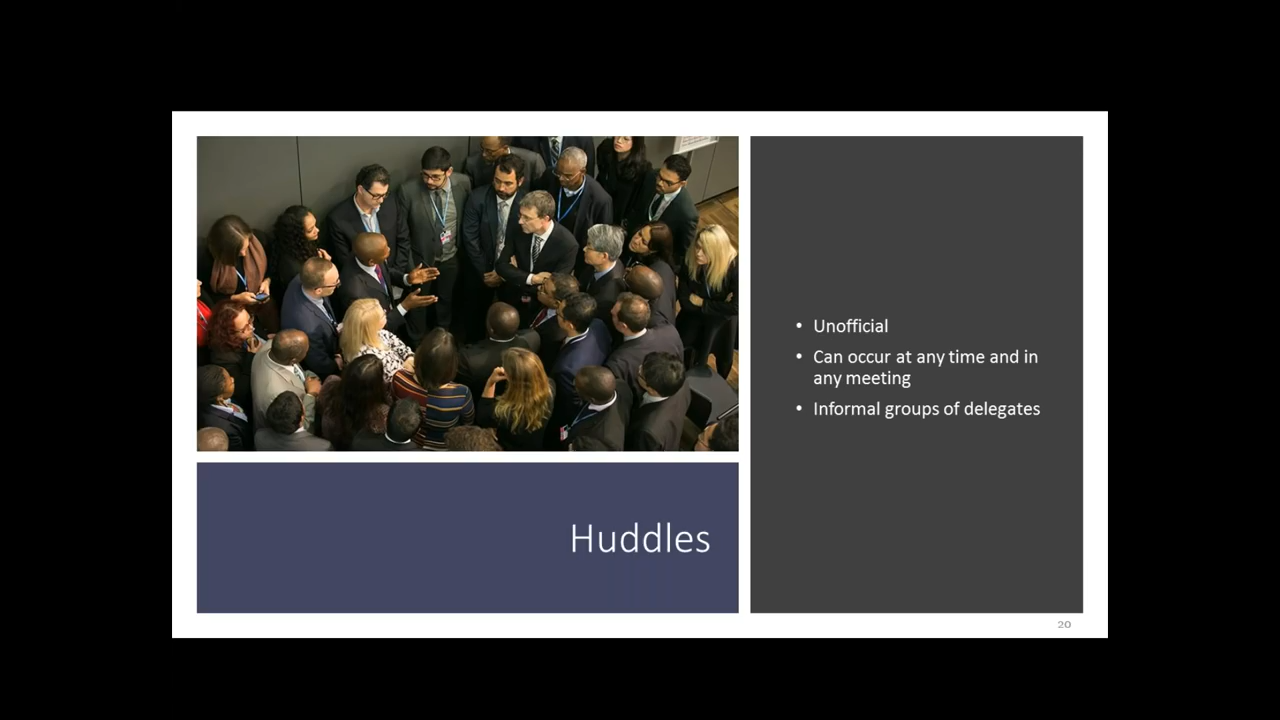 Huddles
• Unofficial
• Can occur at any time and in
any meeting
• Informal groups of delegates
20